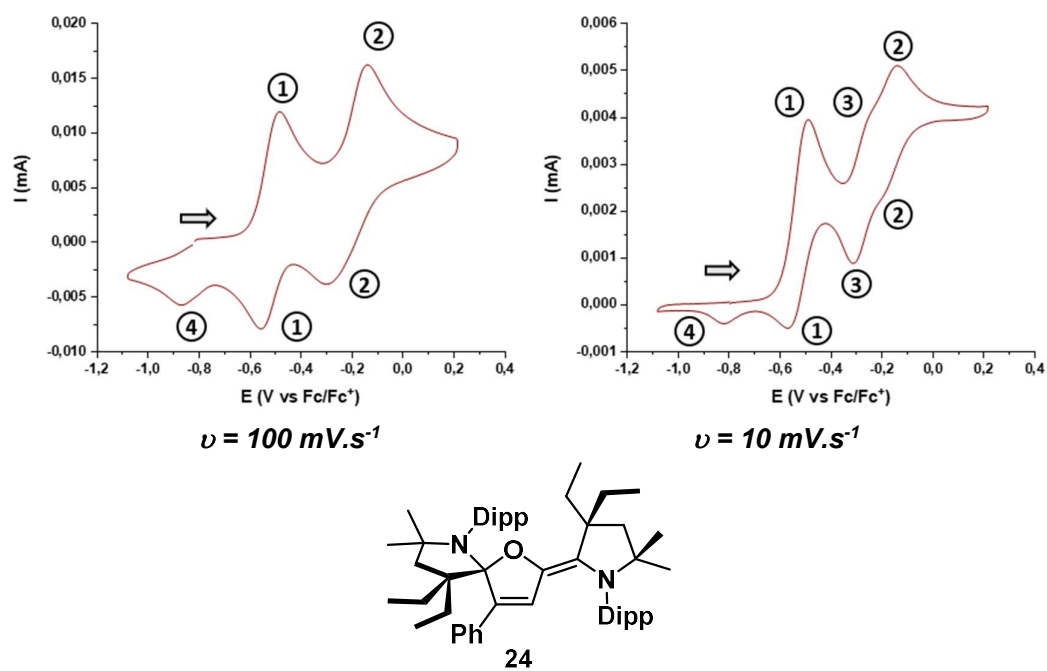 I (mA)
0,020
0,015
0,010
0,005
0,000
-0,005
-0,010
① ② ④ ① ②
-1,2 -1,0 -0,8 -0,6 -0,4 -0,2 0,0 0,2 0,4
E (V vs Fc/Fc⁺)
υ = 100 mV.s⁻¹
I (mA)
0,006
0,005
0,004
0,003
0,002
0,001
0,000
-0,001
① ③ ② ④ ① ③ ②
-1,2 -1,0 -0,8 -0,6 -0,4 -0,2 0,0 0,2 0,4
E (V vs Fc/Fc⁺)
υ = 10 mV.s⁻¹
Dipp
N
O
Ph
N
Dipp
24